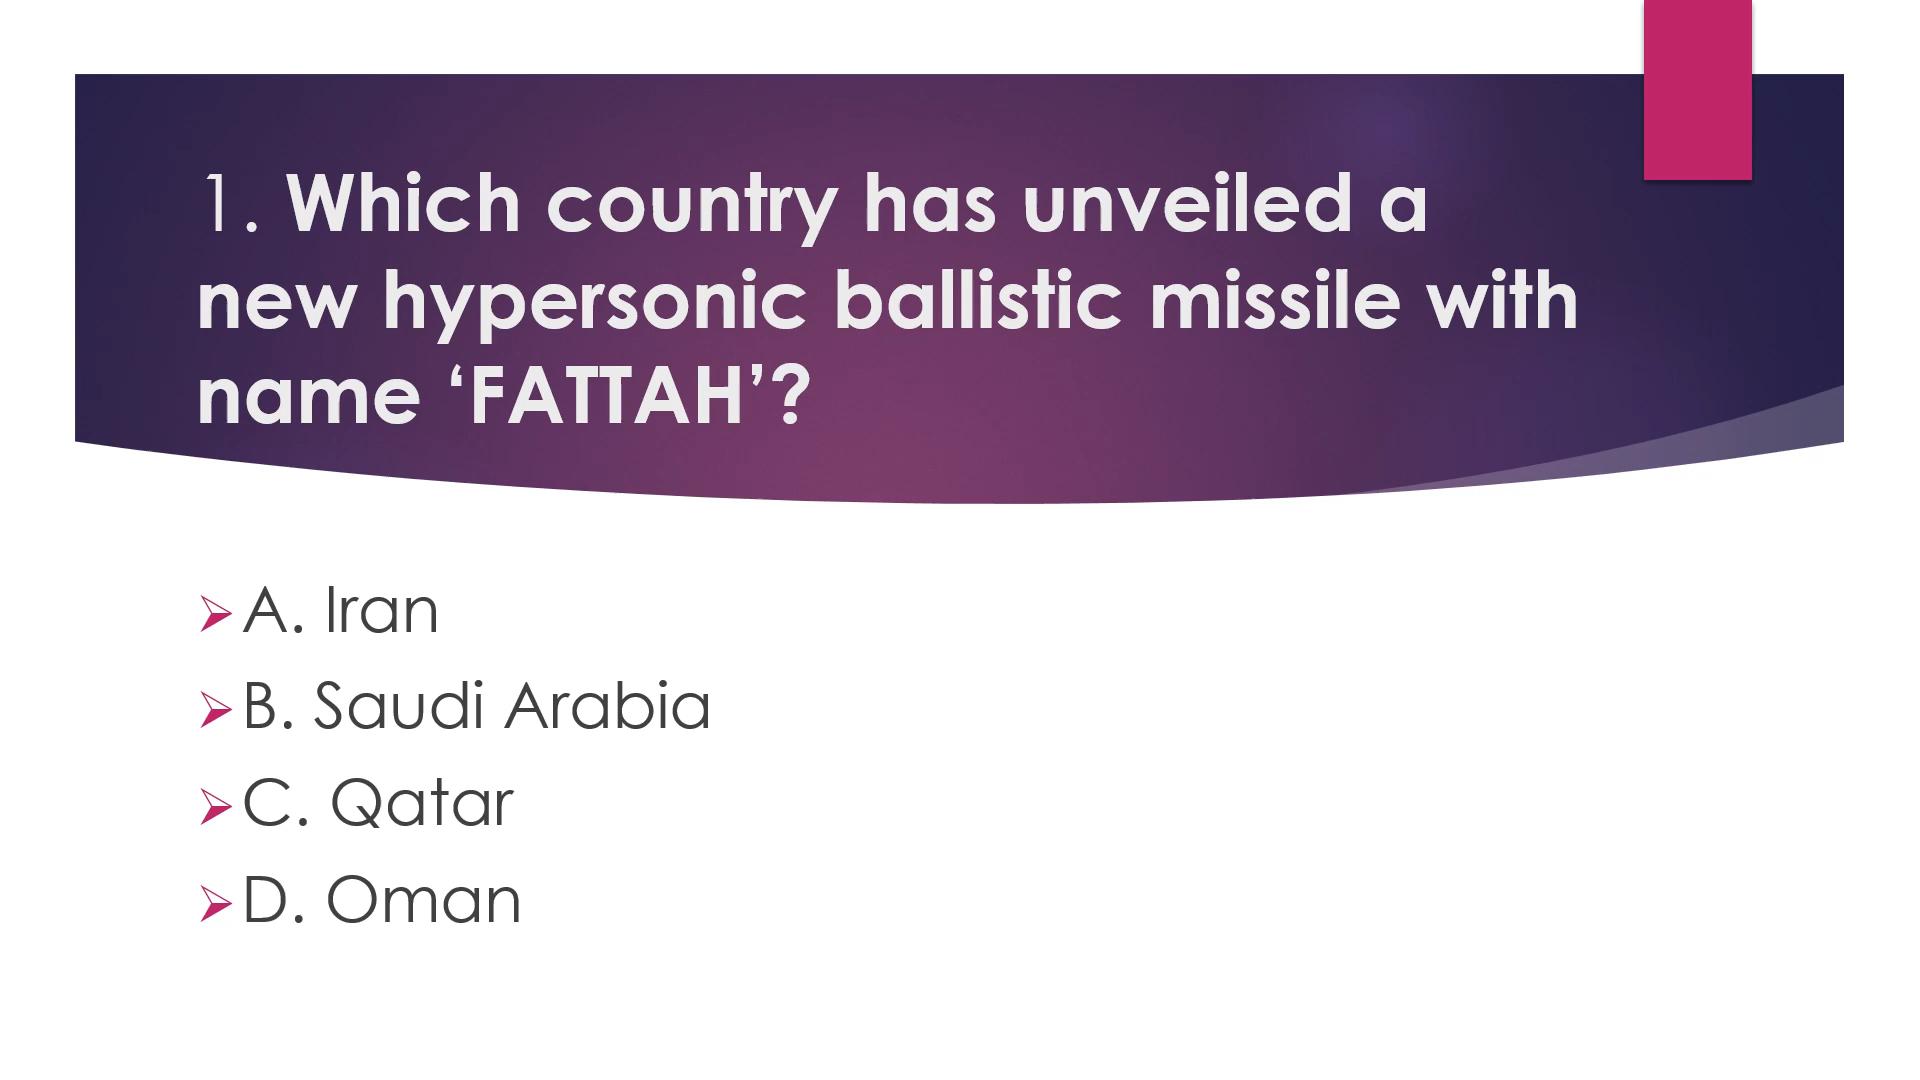 1. Which country has unveiled a
new hypersonic ballistic missile with
name ‘FATTAH’?
A. Iran
B. Saudi Arabia
C. Qatar
D. Oman